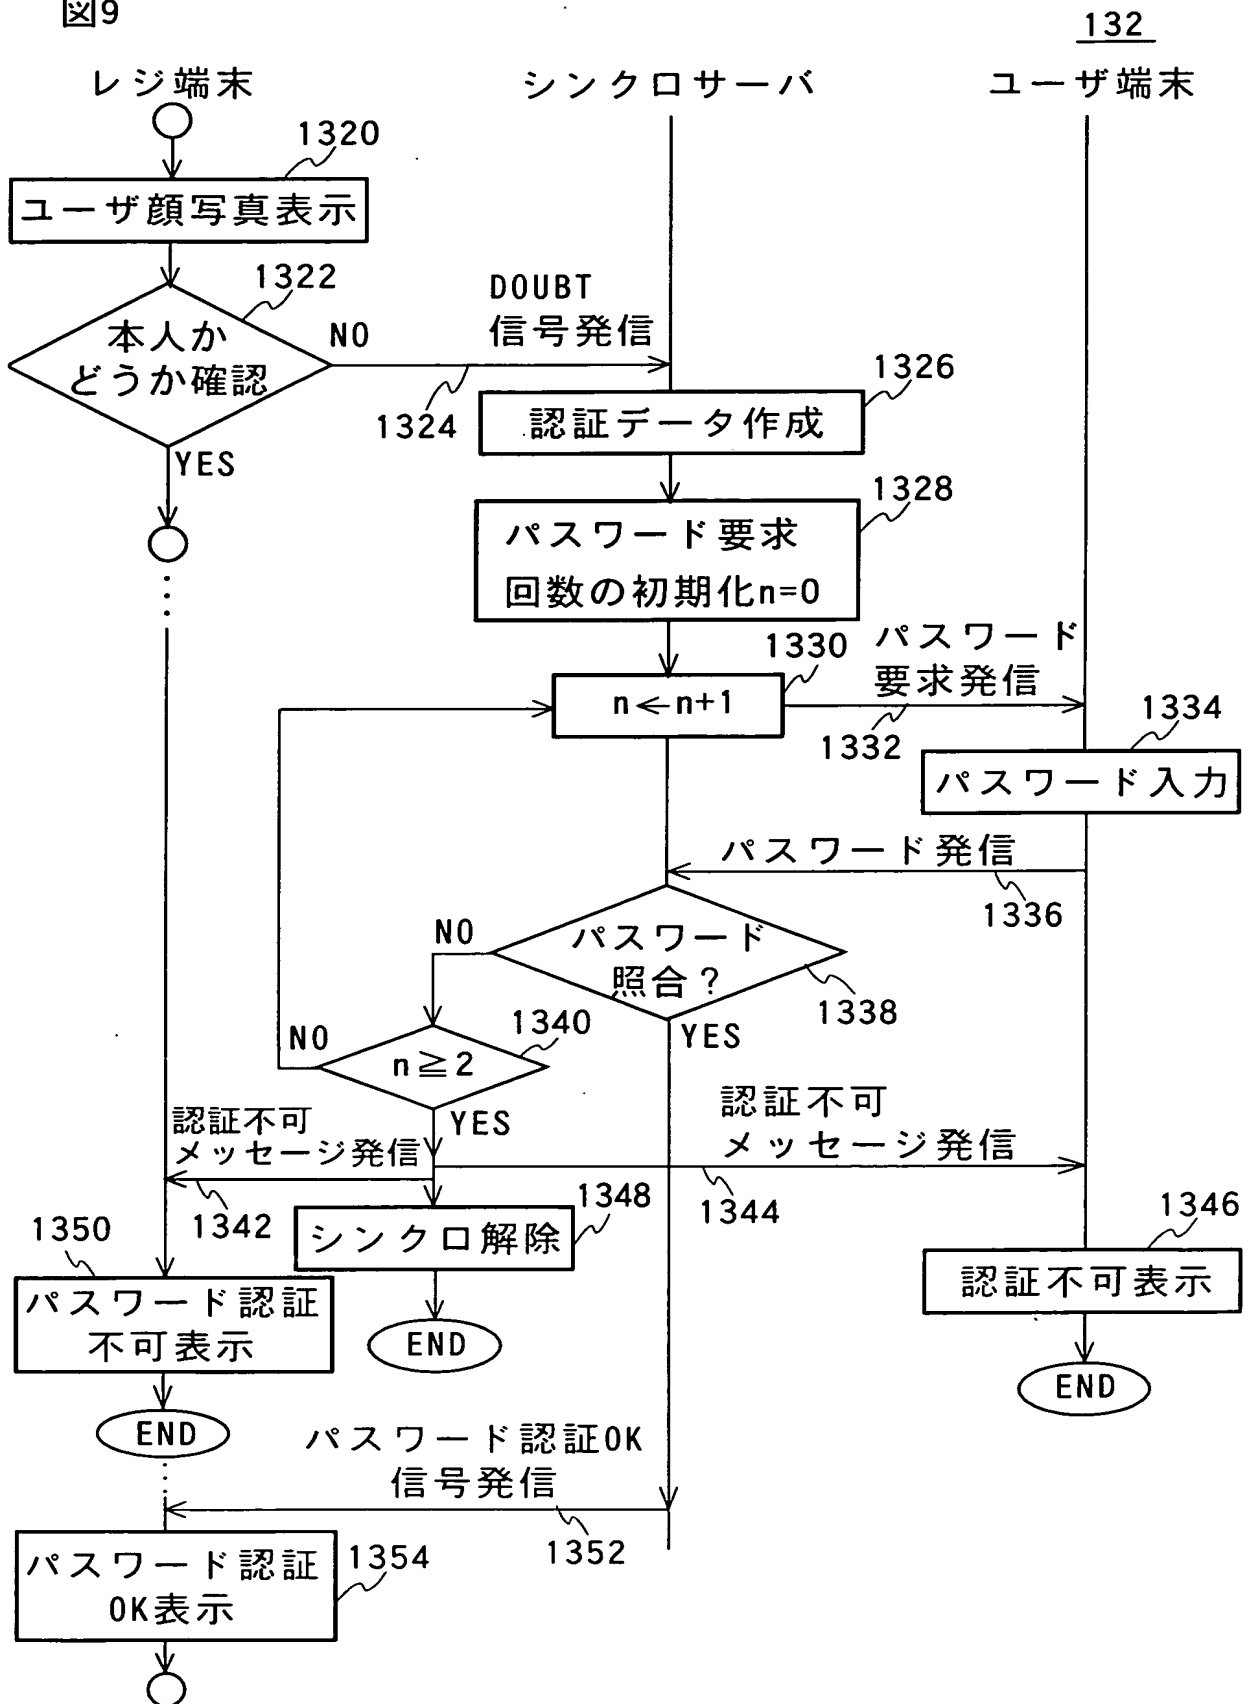 図9
132
レジ端末
シンクロサーバ
ユーザ端末
1320
ユーザ顔写真表示
1322
本人か
どうか確認
NO
DOUBT
信号発信
1324
YES
1326
認証データ作成
1328
パスワード要求
回数の初期化n=0
1330
n←n+1
パスワード
要求発信
1332
1334
パスワード入力
パスワード発信
1336
パスワード
照合？
1338
NO
YES
1340
n≧2
NO
YES
認証不可
メッセージ発信
1342
認証不可
メッセージ発信
1344
1348
シンクロ解除
END
1346
認証不可表示
END
1350
パスワード認証
不可表示
END
パスワード認証OK
信号発信
1352
パスワード認証
OK表示
1354